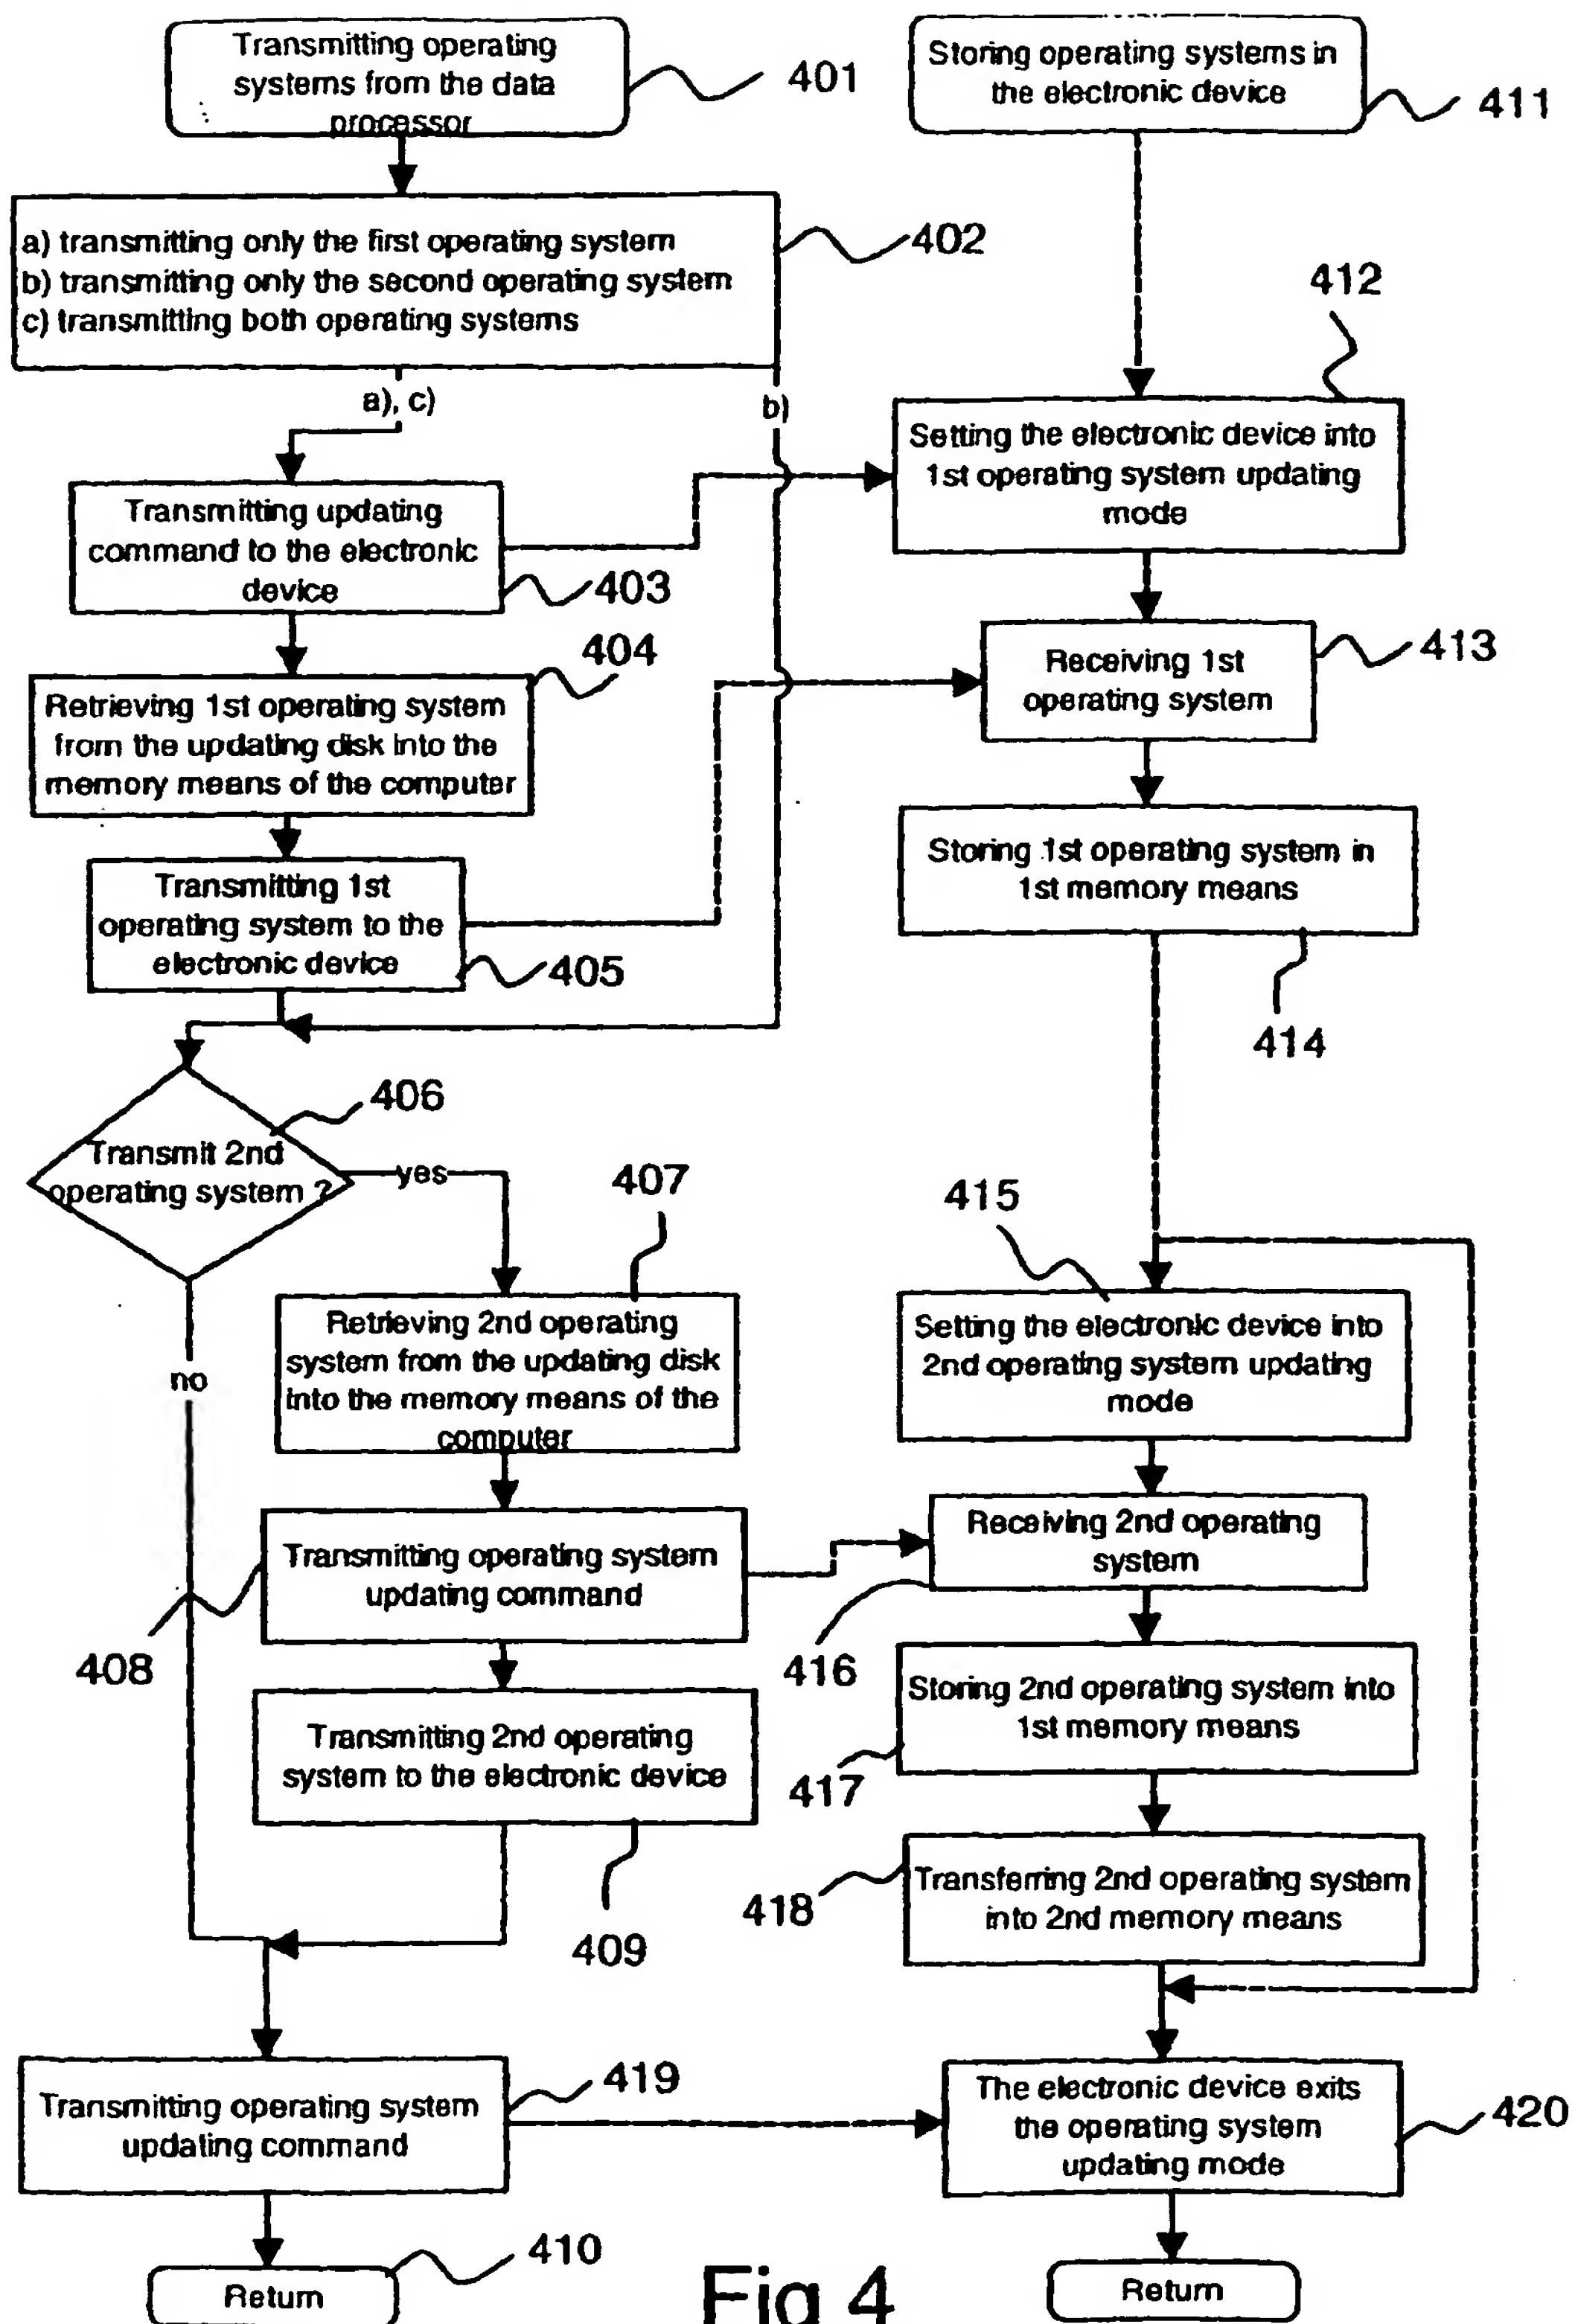 Transmitting operating
systems from the data
processor
401
a) transmitting only the first operating system
b) transmitting only the second operating system
c) transmitting both operating systems
402
a), c)
b)
Transmitting updating
command to the electronic
device
403
404
Retrieving 1st operating system
from the updating disk into the
memory means of the computer
Transmitting 1st
operating system to the
electronic device
405
406
Transmit 2nd
operating system ?
yes
no
407
Retrieving 2nd operating
system from the updating disk
into the memory means of the
computer
Transmitting operating system
updating command
408
Transmitting 2nd operating
system to the electronic device
409
Transmitting operating system
updating command
419
Return
410
Storing operating systems in
the electronic device
411
412
Setting the electronic device into
1st operating system updating
mode
Receiving 1st
operating system
413
Storing 1st operating system in
1st memory means
414
415
Setting the electronic device into
2nd operating system updating
mode
Receiving 2nd operating
system
416
Storing 2nd operating system into
1st memory means
417
Transferring 2nd operating system
into 2nd memory means
418
The electronic device exits
the operating system
updating mode
420
Return
Fig 4